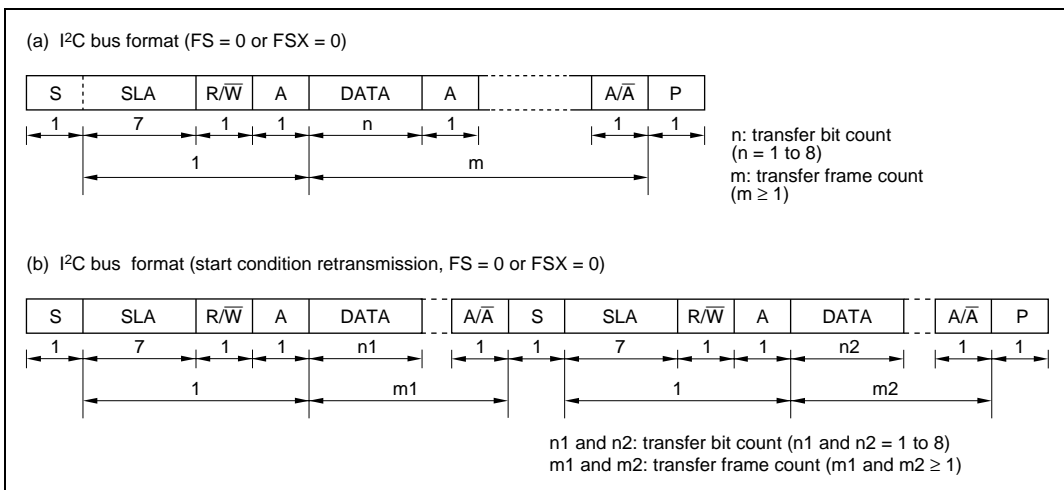 (a) I²C bus format (FS = 0 or FSX = 0)
S SLA R/W̅ A DATA A A/A̅ P
1 7 1 1 n 1 1 1
1 m
n: transfer bit count
(n = 1 to 8)
m: transfer frame count
(m ≥ 1)
(b) I²C bus format (start condition retransmission, FS = 0 or FSX = 0)
S SLA R/W̅ A DATA A/A̅ S SLA R/W̅ A DATA A/A̅ P
1 7 1 1 n1 1 1 7 1 1 n2 1 1
1 m1 1 m2
n1 and n2: transfer bit count (n1 and n2 = 1 to 8)
m1 and m2: transfer frame count (m1 and m2 ≥ 1)